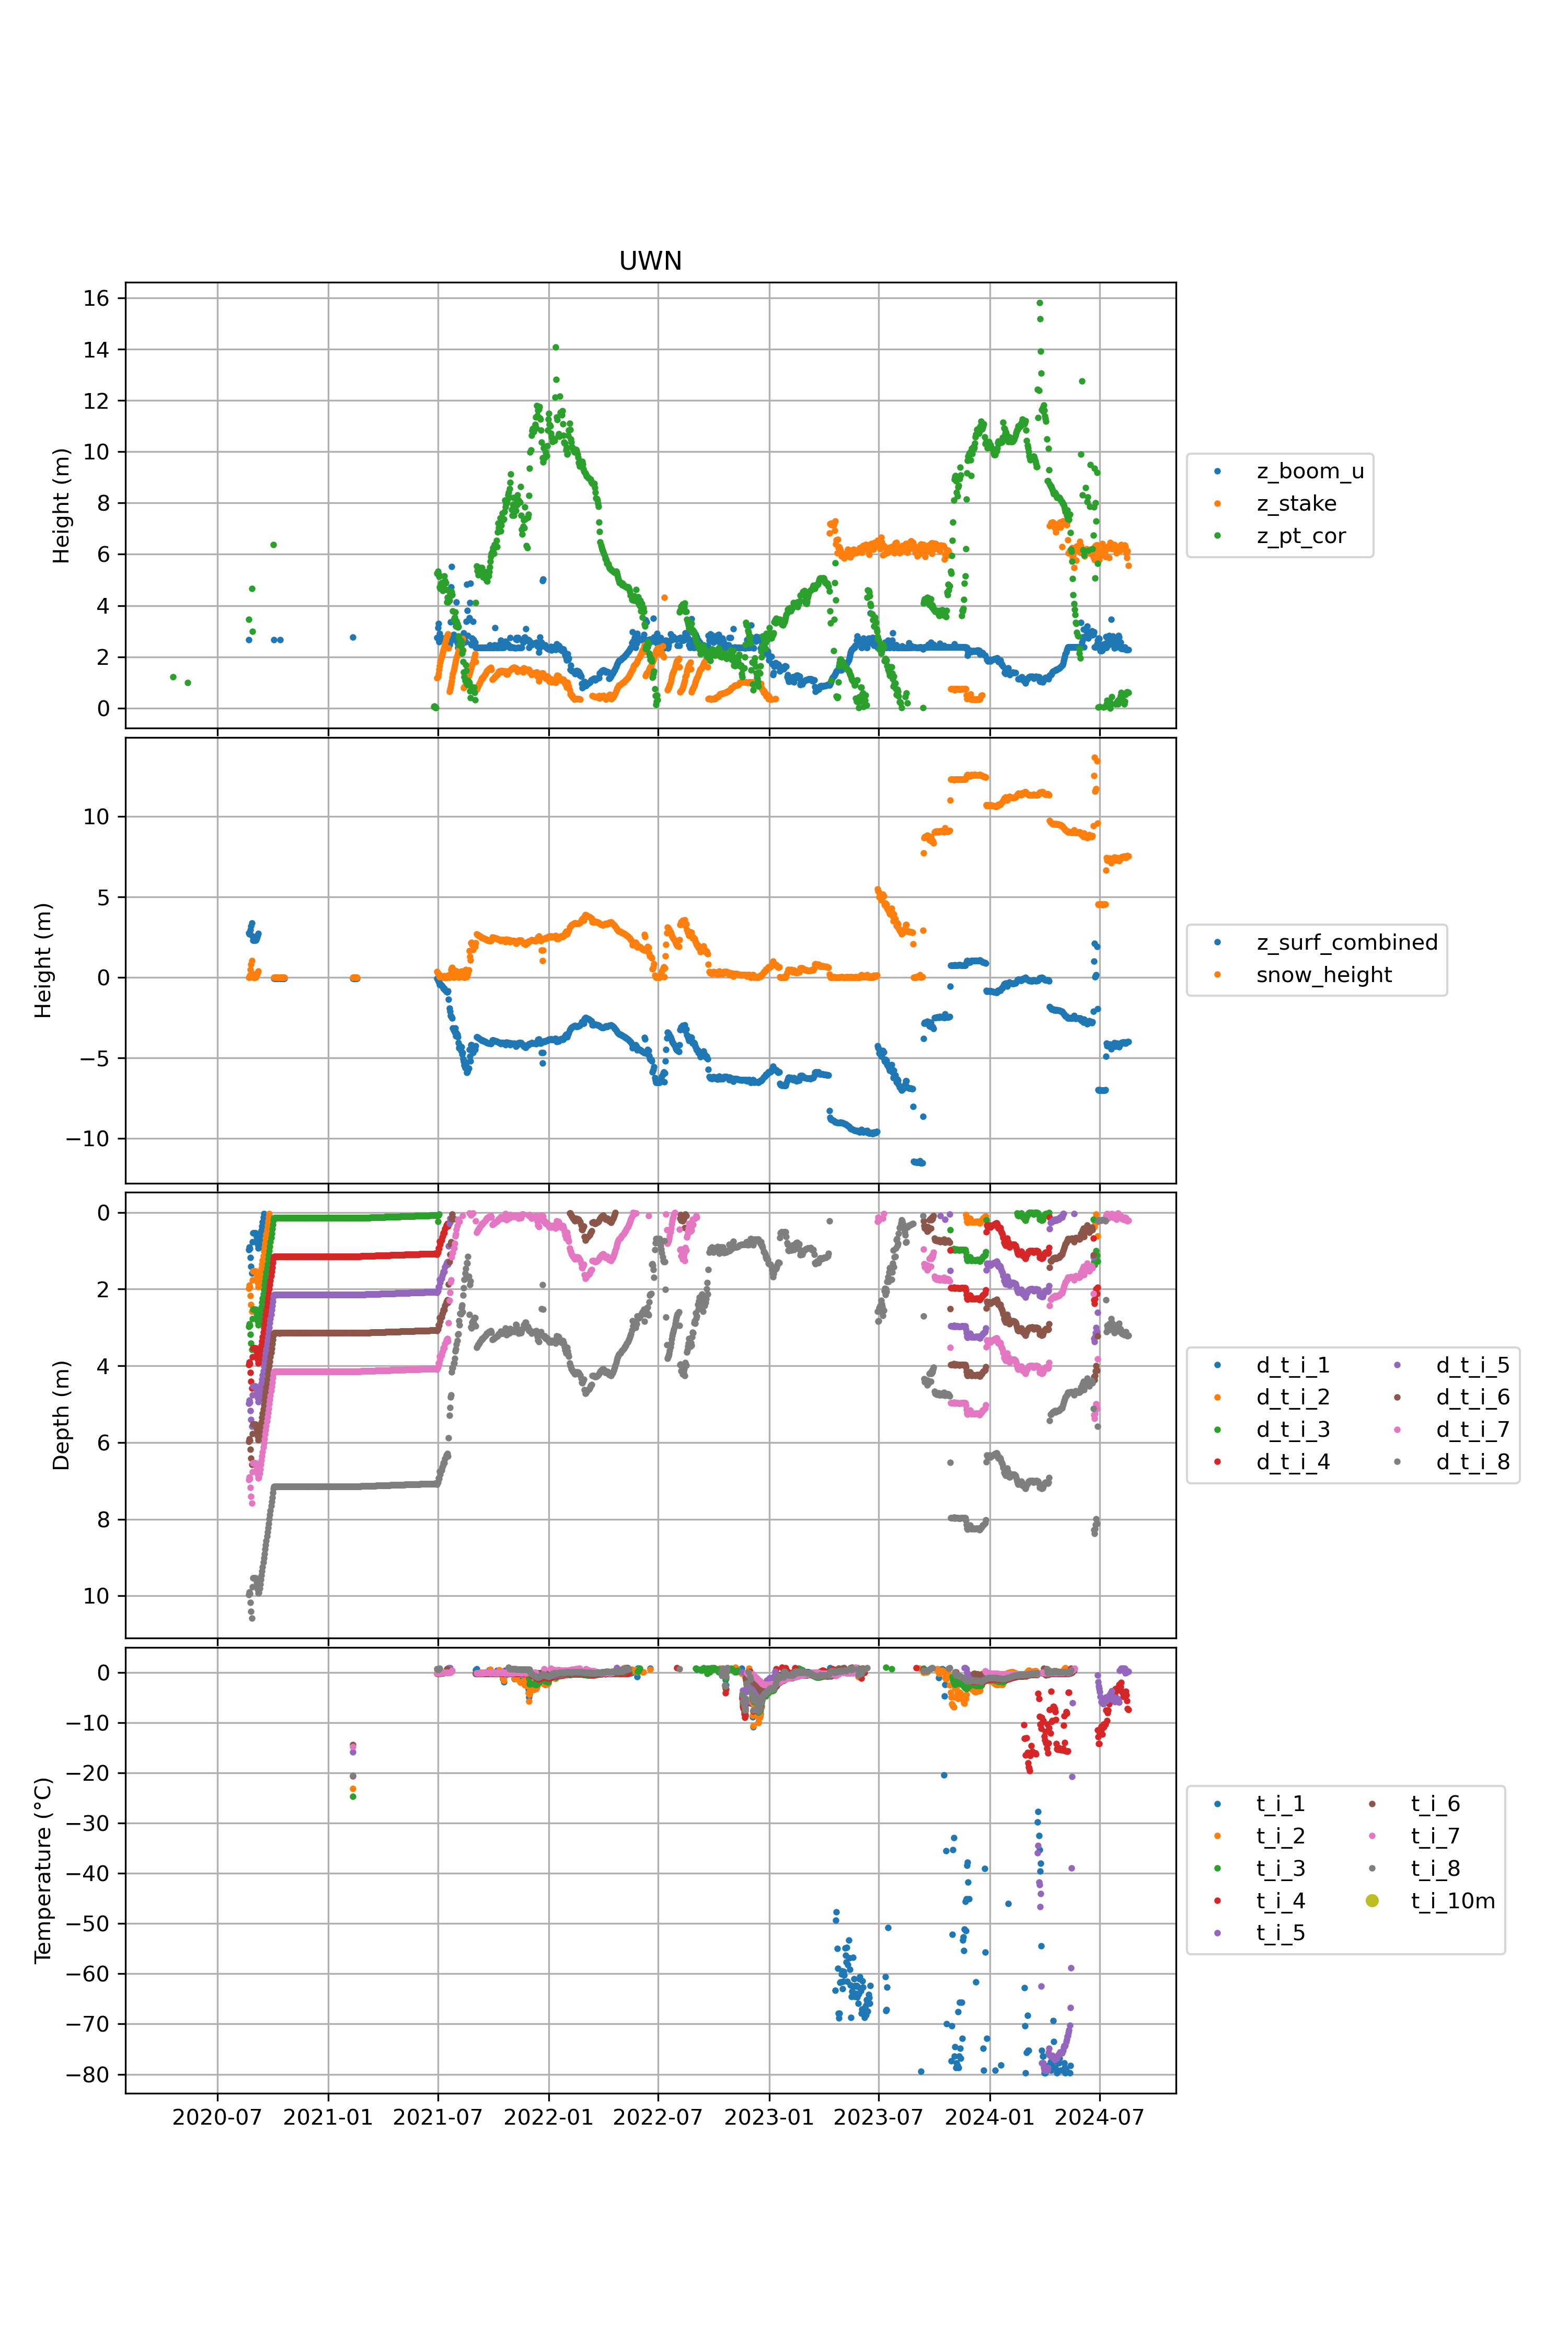 UWN
Height (m)
16
14
12
10
8
6
4
2
0
z_boom_u
z_stake
z_pt_cor
Height (m)
10
5
0
−5
−10
z_surf_combined
snow_height
Depth (m)
0
2
4
6
8
10
d_t_i_1
d_t_i_2
d_t_i_3
d_t_i_4
d_t_i_5
d_t_i_6
d_t_i_7
d_t_i_8
Temperature (°C)
0
−10
−20
−30
−40
−50
−60
−70
−80
t_i_1
t_i_2
t_i_3
t_i_4
t_i_5
t_i_6
t_i_7
t_i_8
t_i_10m
2020-07 2021-01 2021-07 2022-01 2022-07 2023-01 2023-07 2024-01 2024-07